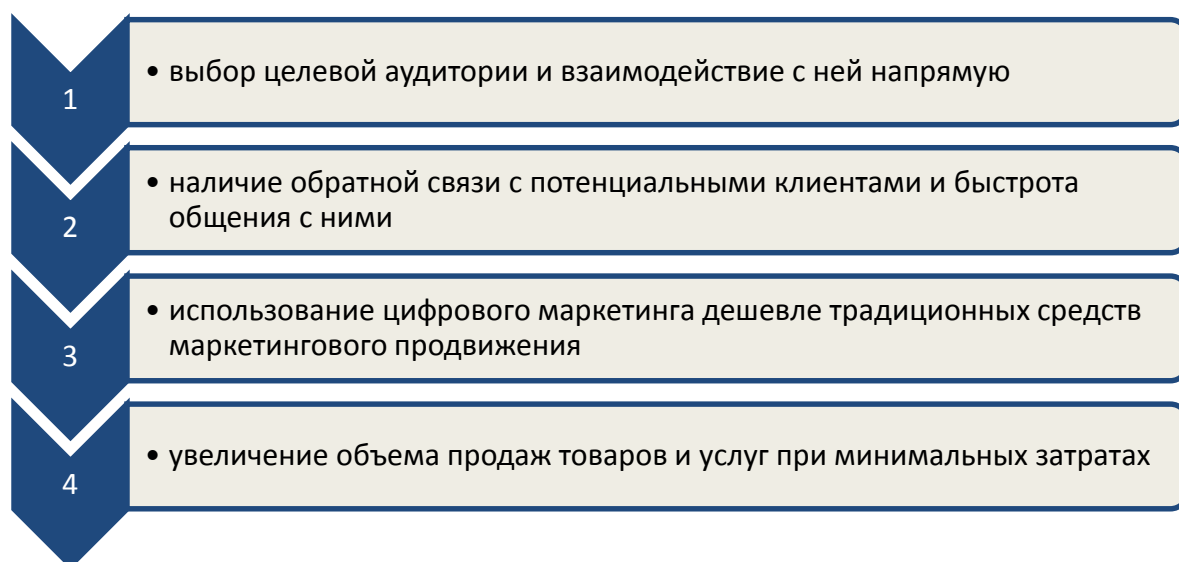 1
• выбор целевой аудитории и взаимодействие с ней напрямую
2
• наличие обратной связи с потенциальными клиентами и быстрота
общения с ними
3
• использование цифрового маркетинга дешевле традиционных средств
маркетингового продвижения
4
• увеличение объема продаж товаров и услуг при минимальных затратах